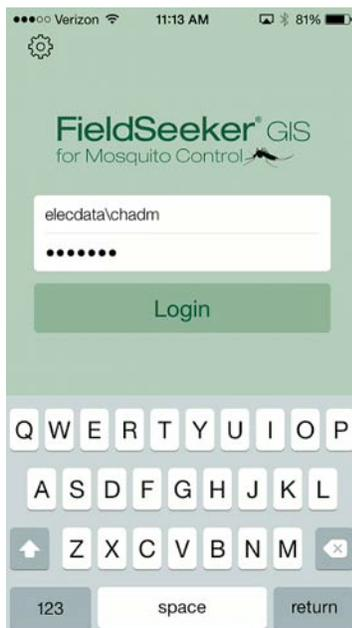 ●●●○○ Verizon 11:13 AM 81%
FieldSeeker® GIS
for Mosquito Control
elecdata\chadm
●●●●●●●
Login
Q W E R T Y U I O P
A S D F G H J K L
Z X C V B N M
123 space return